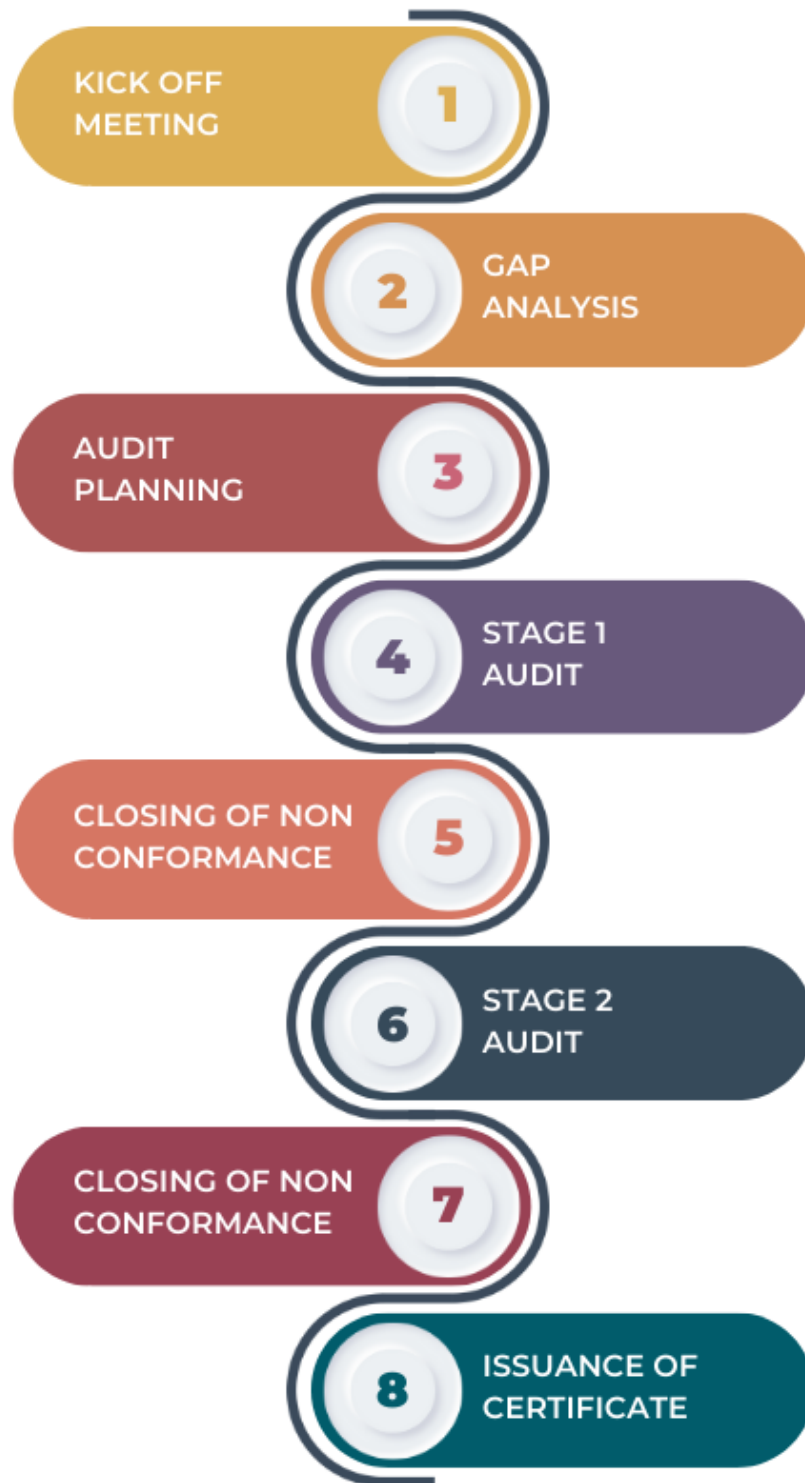 KICK OFF
MEETING
1
2
GAP
ANALYSIS
AUDIT
PLANNING
3
4
STAGE 1
AUDIT
CLOSING OF NON
CONFORMANCE
5
6
STAGE 2
AUDIT
CLOSING OF NON
CONFORMANCE
7
8
ISSUANCE OF
CERTIFICATE